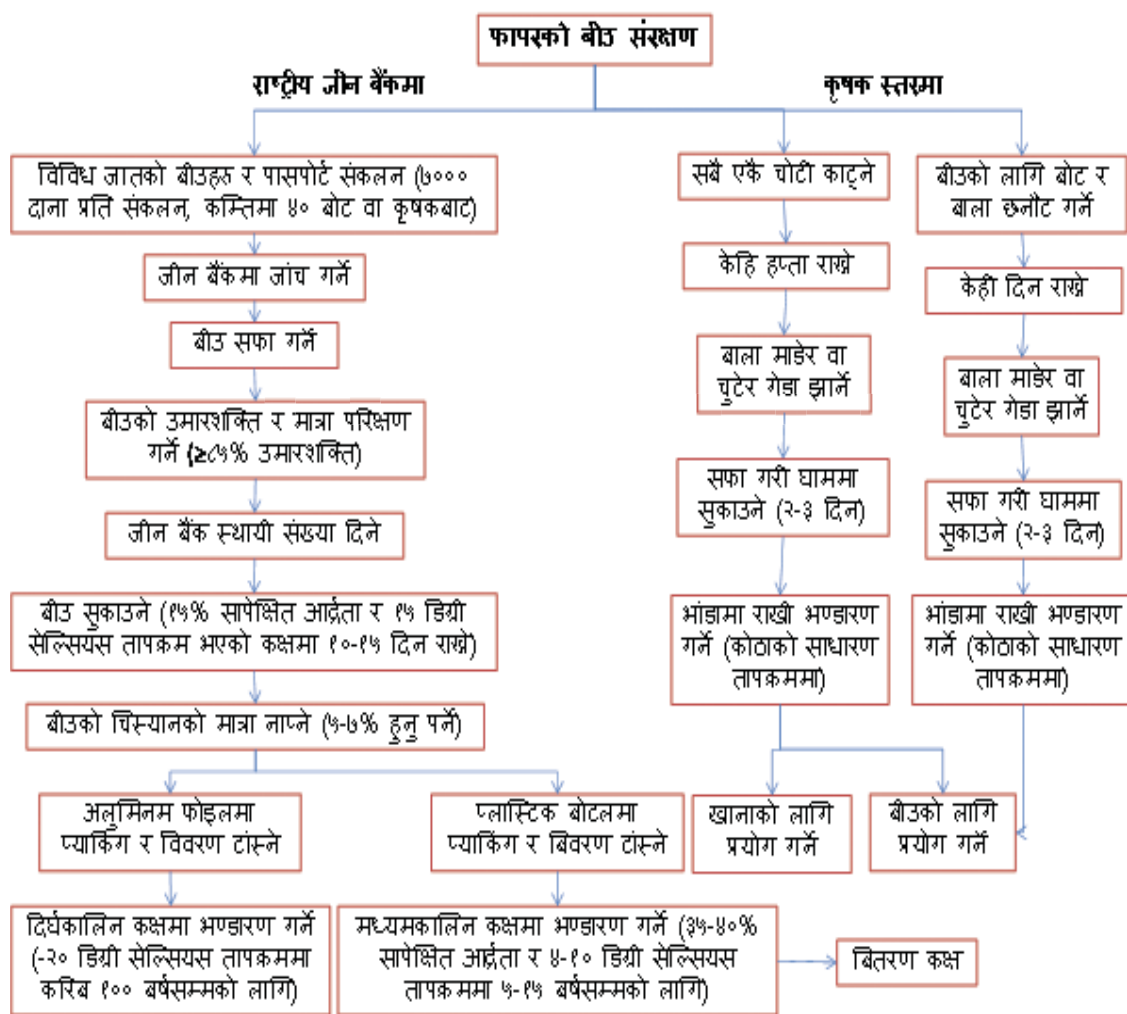 फापरको बीउ संरक्षण
राष्ट्रीय जीन बैंकमा
कृषक स्तरमा
विविध जातको बीउहरु र पासपोर्ट संकलन (७०००
दाना प्रति संकलन, कम्तिमा ४० बोट वा कृषकबाट)
जीन बैंकमा जांच गर्ने
बीउ सफा गर्ने
बीउको उमारशक्ति र मात्रा परिक्षण
गर्ने (≥८५% उमारशक्ति)
जीन बैंक स्थायी संख्या दिने
बीउ सुकाउने (१५% सापेक्षित आर्द्रता र १५ डिग्री
सेल्सियस तापक्रम भएको कक्षमा १०-१५ दिन राख्ने)
बीउको चिस्यानको मात्रा नाप्ने (५-७% हुनु पर्ने)
अलुमिनम फोइलमा
प्याकिंग र विवरण टांस्ने
दिर्घकालिन कक्षमा भण्डारण गर्ने
(-२० डिग्री सेल्सियस तापक्रममा
करिब १०० बर्षसम्मको लागि)
प्लास्टिक बोटलमा
प्याकिंग र बिवरण टांस्ने
मध्यमकालिन कक्षमा भण्डारण गर्ने (३५-४०%
सापेक्षित आर्द्रता र ४-१० डिग्री सेल्सियस
तापक्रममा ५-१५ बर्षसम्मको लागि)
बितरण कक्ष
सबै एकै चोटी काट्ने
केहि हप्ता राख्ने
बाला माडेर वा
चुटेर गेडा झार्ने
सफा गरी घाममा
सुकाउने (२-३ दिन)
भांडामा राखी भण्डारण
गर्ने (कोठाको साधारण
तापक्रममा)
खानाको लागि
प्रयोग गर्ने
बीउको लागि बोट र
बाला छनौट गर्ने
केही दिन राख्ने
बाला माडेर वा
चुटेर गेडा झार्ने
सफा गरी घाममा
सुकाउने (२-३ दिन)
भांडामा राखी भण्डारण
गर्ने (कोठाको साधारण
तापक्रममा)
बीउको लागि
प्रयोग गर्ने